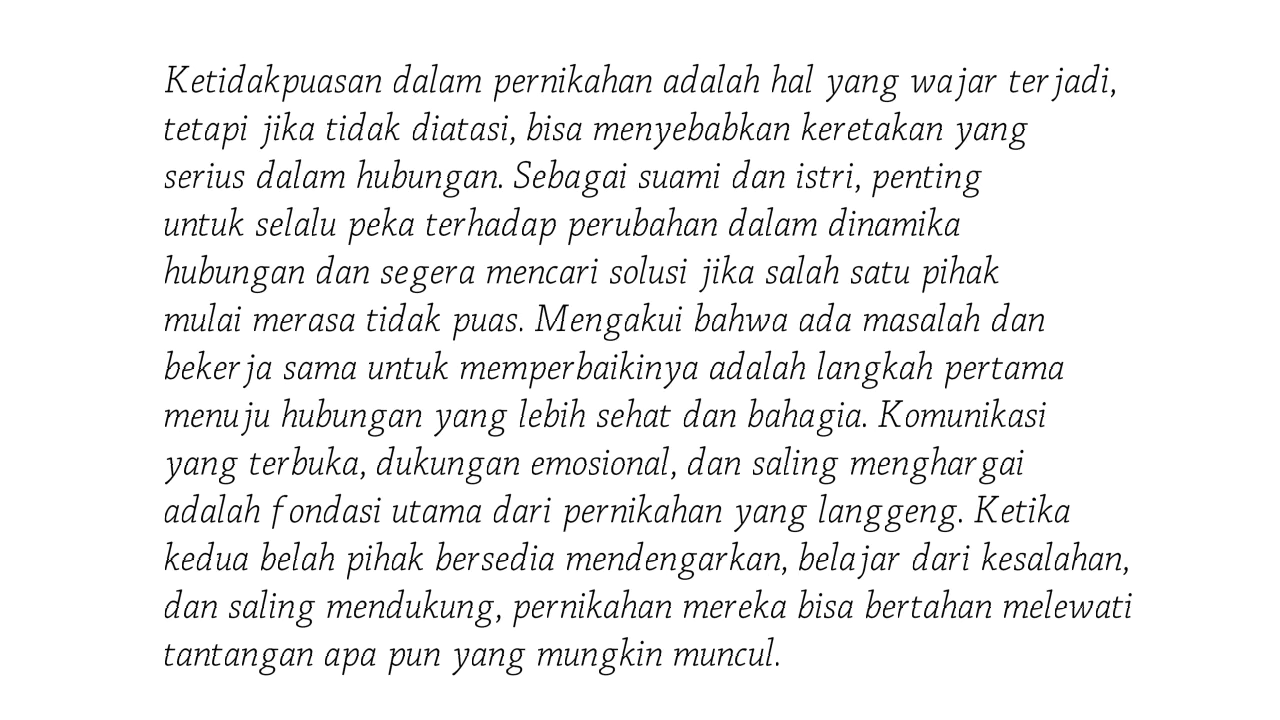 Ketidakpuasan dalam pernikahan adalah hal yang wajar terjadi,
tetapi jika tidak diatasi, bisa menyebabkan keretakan yang
serius dalam hubungan. Sebagai suami dan istri, penting
untuk selalu peka terhadap perubahan dalam dinamika
hubungan dan segera mencari solusi jika salah satu pihak
mulai merasa tidak puas. Mengakui bahwa ada masalah dan
bekerja sama untuk memperbaikinya adalah langkah pertama
menuju hubungan yang lebih sehat dan bahagia. Komunikasi
yang terbuka, dukungan emosional, dan saling menghargai
adalah fondasi utama dari pernikahan yang langgeng. Ketika
kedua belah pihak bersedia mendengarkan, belajar dari kesalahan,
dan saling mendukung, pernikahan mereka bisa bertahan melewati
tantangan apa pun yang mungkin muncul.